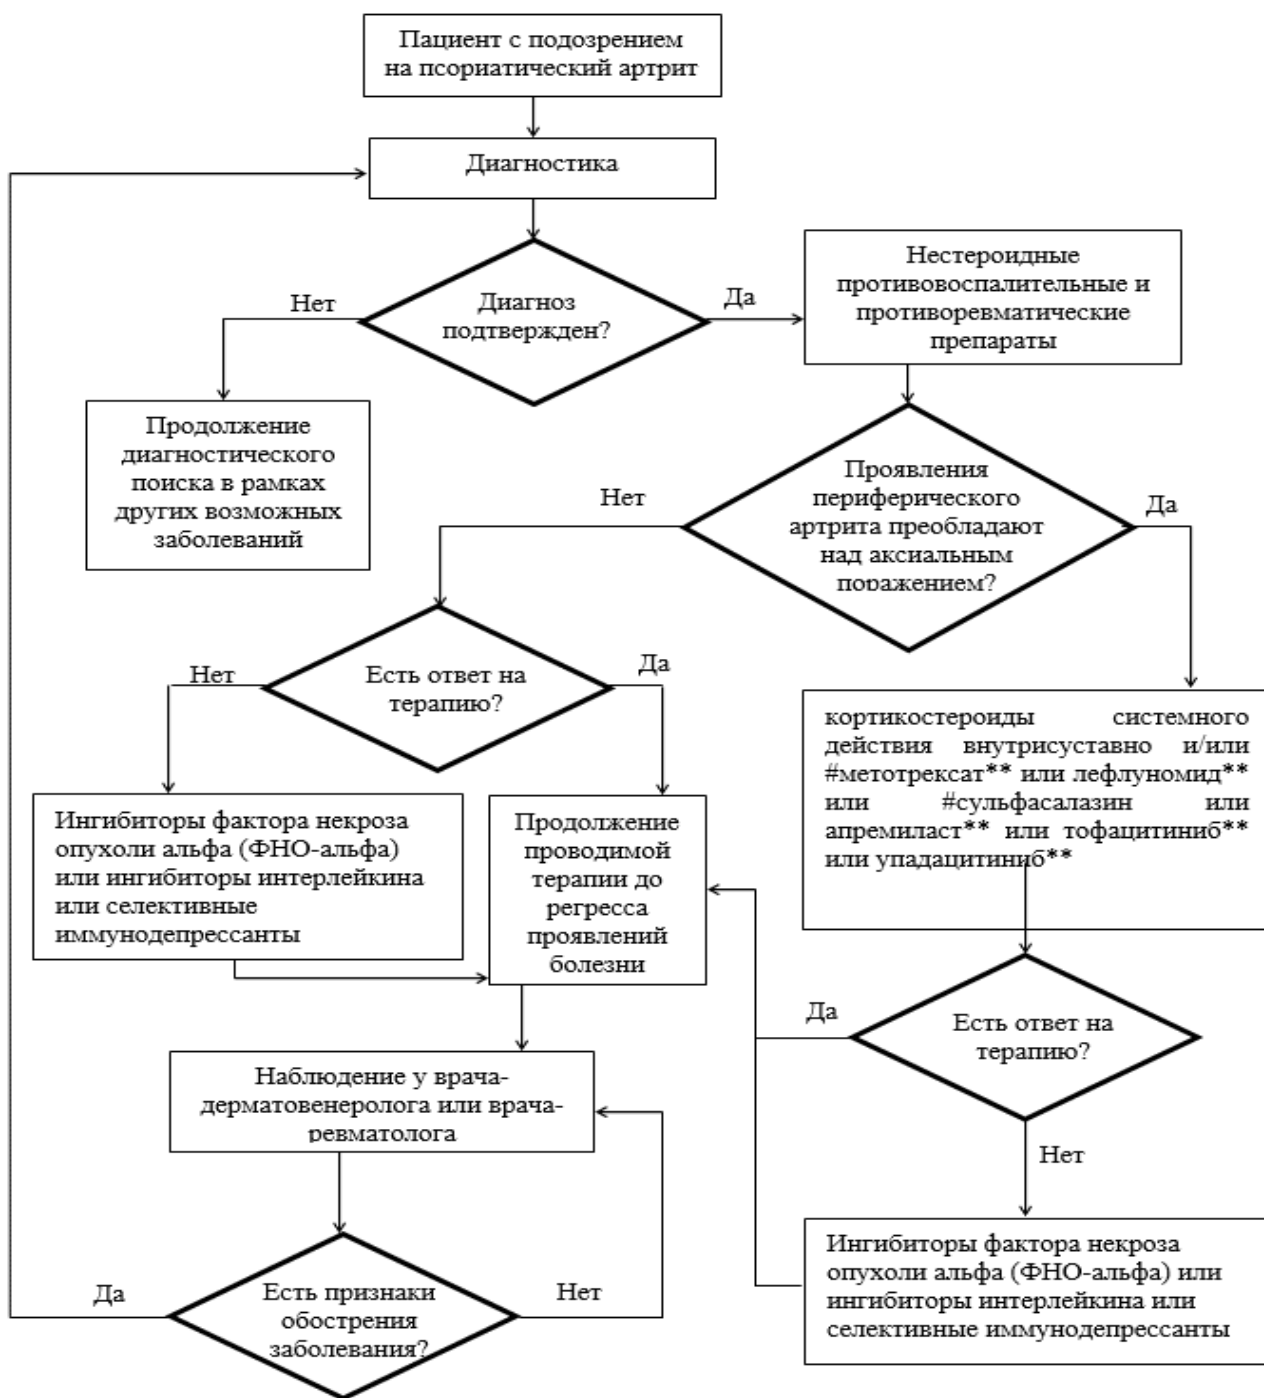 Пациент с подозрением
на псориатический артрит
Диагностика
Диагноз
подтвержден?
Нет
Да
Нестероидные
противовоспалительные и
противоревматические
препараты
Продолжение
диагностического
поиска в рамках
других возможных
заболеваний
Проявления
периферического
артрита преобладают
над аксиальным
поражением?
Нет
Да
Есть ответ на
терапию?
Нет
Да
кортикостероиды системного
действия внутрисуставно и/или
#метотрексат** или лефлуномид**
или #сульфасалазин или
апремиласт** или тофацитиниб**
или упадацитиниб**
Ингибиторы фактора некроза
опухоли альфа (ФНО-альфа)
или ингибиторы интерлейкина
или селективные
иммунодепрессанты
Продолжение
проводимой
терапии до
регресса
проявлений
болезни
Есть ответ на
терапию?
Да
Нет
Наблюдение у врача-
дерматовенеролога или врача-
ревматолога
Ингибиторы фактора некроза
опухоли альфа (ФНО-альфа) или
ингибиторы интерлейкина или
селективные иммунодепрессанты
Есть признаки
обострения
заболевания?
Да
Нет